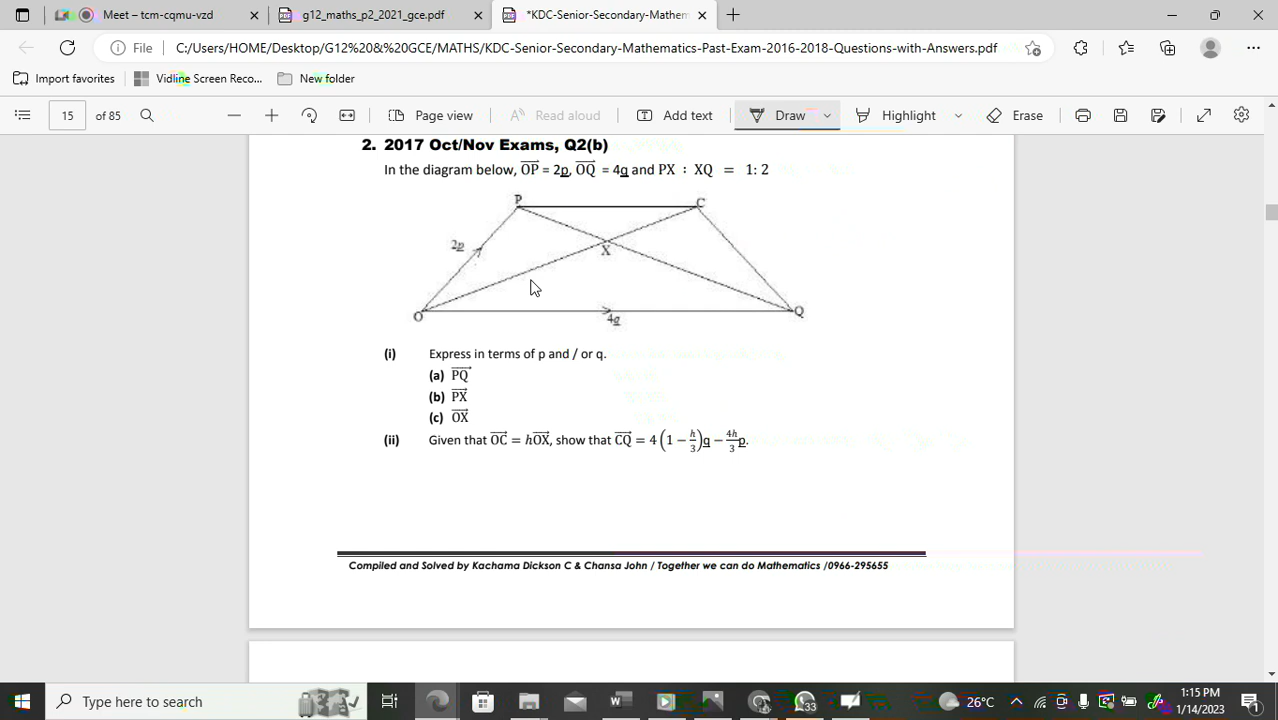 Meet – tcm-cqmu-vzd
g12_maths_p2_2021_gce.pdf
*KDC-Senior-Secondary-Mathemat
File
C:/Users/HOME/Desktop/G12%20&%20GCE/MATHS/KDC-Senior-Secondary-Mathematics-Past-Exam-2016-2018-Questions-with-Answers.pdf
Import favorites
Vidline Screen Reco...
New folder
15
of 85
Page view
Read aloud
Add text
Draw
Highlight
Erase
2. 2017 Oct/Nov Exams, Q2(b)
In the diagram below, OP⃗ = 2p, OQ⃗ = 4q and PX : XQ = 1: 2
P
C
2p
X
O
4q
Q
(i) Express in terms of p and / or q.
(a) PQ⃗
(b) PX⃗
(c) OX⃗
(ii) Given that OC⃗ = hOX⃗, show that CQ⃗ = 4(1 − h/3)q − 4h/3 p.
Compiled and Solved by Kachama Dickson C & Chansa John / Together we can do Mathematics /0966-295655
Type here to search
33
26°C
1:15 PM
1/14/2023
1